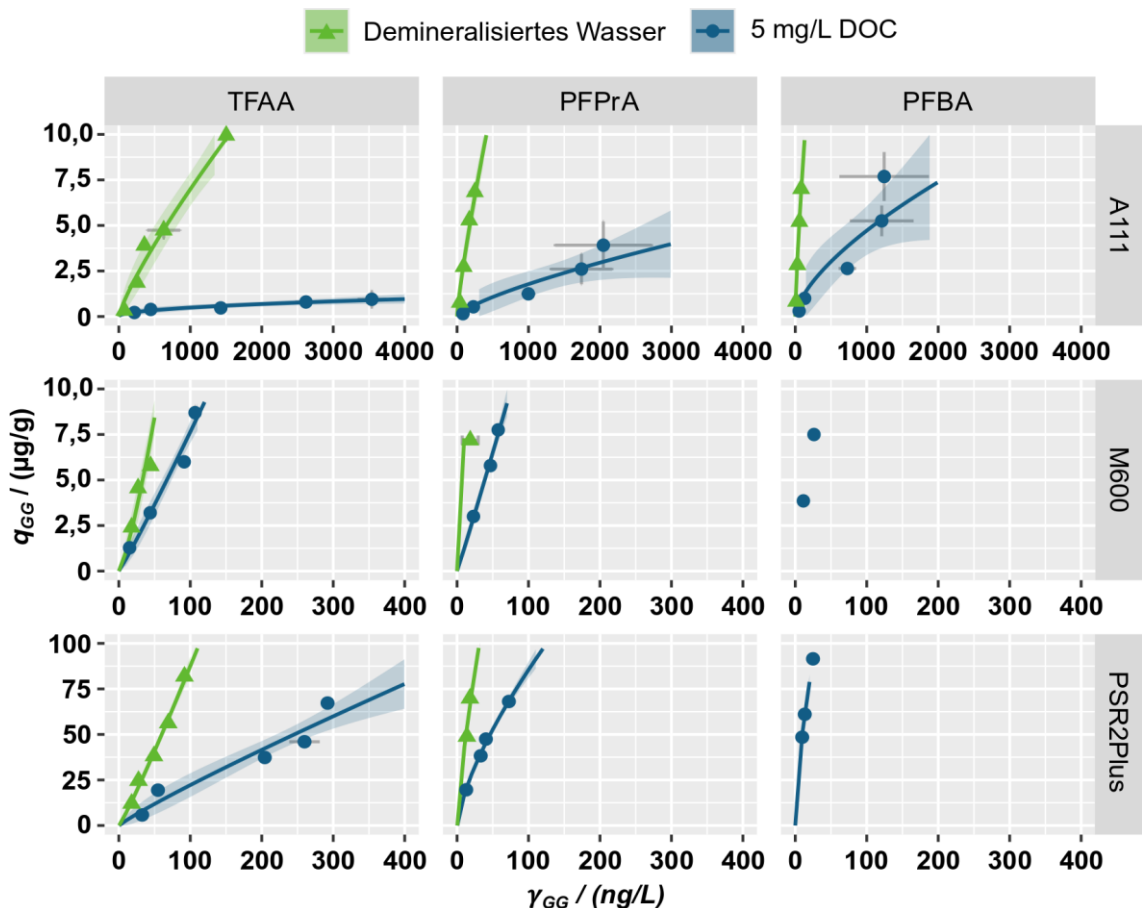 Demineralisiertes Wasser 5 mg/L DOC
TFAA PFPrA PFBA
10,0
7,5
5,0
2,5
0
A111
0 1000 2000 3000 4000 0 1000 2000 3000 4000 0 1000 2000 3000 4000
q_GG / (µg/g)
10,0
7,5
5,0
2,5
0
M600
0 100 200 300 400 0 100 200 300 400 0 100 200 300 400
100
75
50
25
0
PSR2Plus
0 100 200 300 400 0 100 200 300 400 0 100 200 300 400
γ_GG / (ng/L)